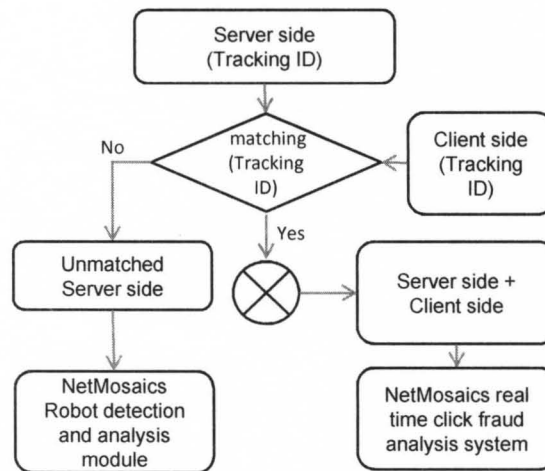 Server side
(Tracking ID)
matching
(Tracking
ID)
Client side
(Tracking
ID)
No
Yes
Unmatched
Server side
Server side +
Client side
NetMosaics
Robot detection
and analysis
module
NetMosaics real
time click fraud
analysis system